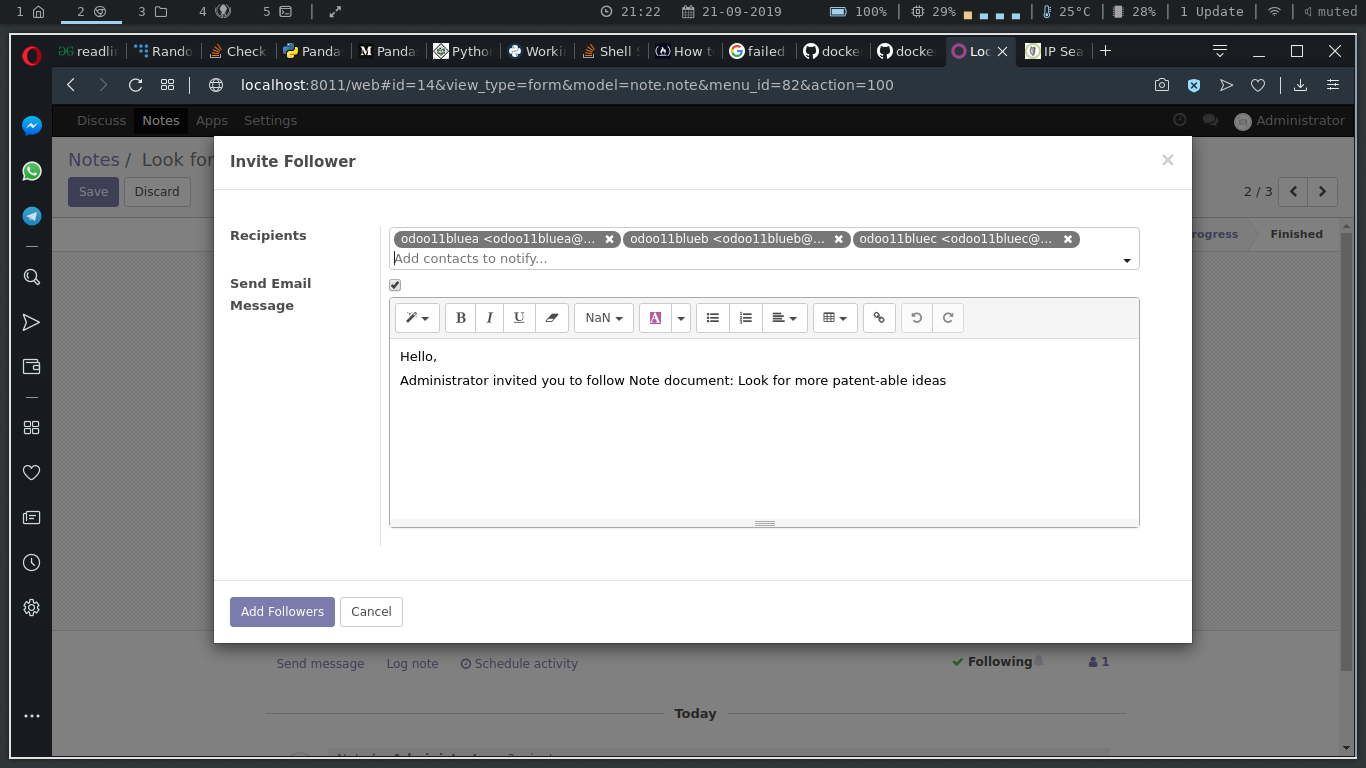 1 2 3 4 5 21:22 21-09-2019 100% 29% 25°C 28% 1 Update muted
readli Rando Check Panda Panda Pytho Worki Shell S How t failed docke docke Loc IP Sea
localhost:8011/web#id=14&view_type=form&model=note.note&menu_id=82&action=100
Discuss Notes Apps Settings Administrator
Notes / Look for
Save Discard 2 / 3
rogress Finished
Invite Follower ×
Recipients odoo11bluea <odoo11bluea@... odoo11blueb <odoo11blueb@... odoo11bluec <odoo11bluec@...
Add contacts to notify...
Send Email
Message
B I U NaN A
Hello,
Administrator invited you to follow Note document: Look for more patent-able ideas
Add Followers Cancel
Send message Log note Schedule activity Following 1
Today